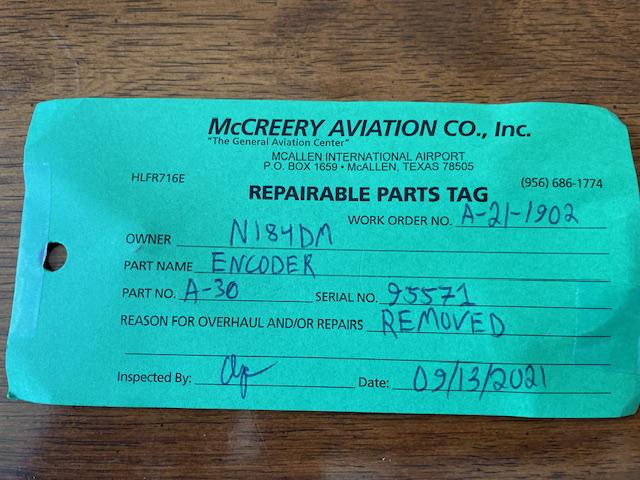 McCREERY AVIATION CO., Inc.
"The General Aviation Center"
MCALLEN INTERNATIONAL AIRPORT
P.O. BOX 1659 • McALLEN, TEXAS 78505
HLFR716E
(956) 686-1774
REPAIRABLE PARTS TAG
WORK ORDER NO. A-21-1902
OWNER N184DM
PART NAME ENCODER
PART NO. A-30 SERIAL NO. 95571
REASON FOR OVERHAUL AND/OR REPAIRS REMOVED
Inspected By: Date: 09/13/2021